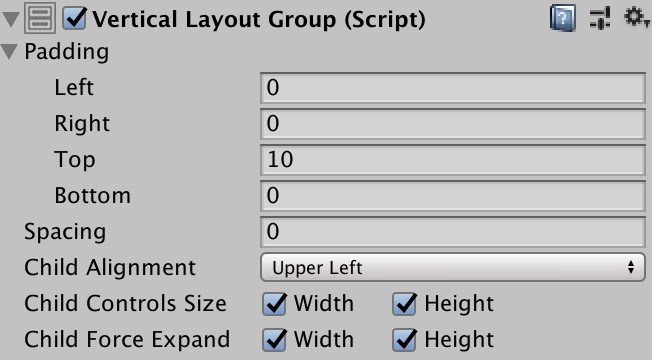 Vertical Layout Group (Script)
Padding
Left 0
Right 0
Top 10
Bottom 0
Spacing 0
Child Alignment Upper Left
Child Controls Size Width Height
Child Force Expand Width Height